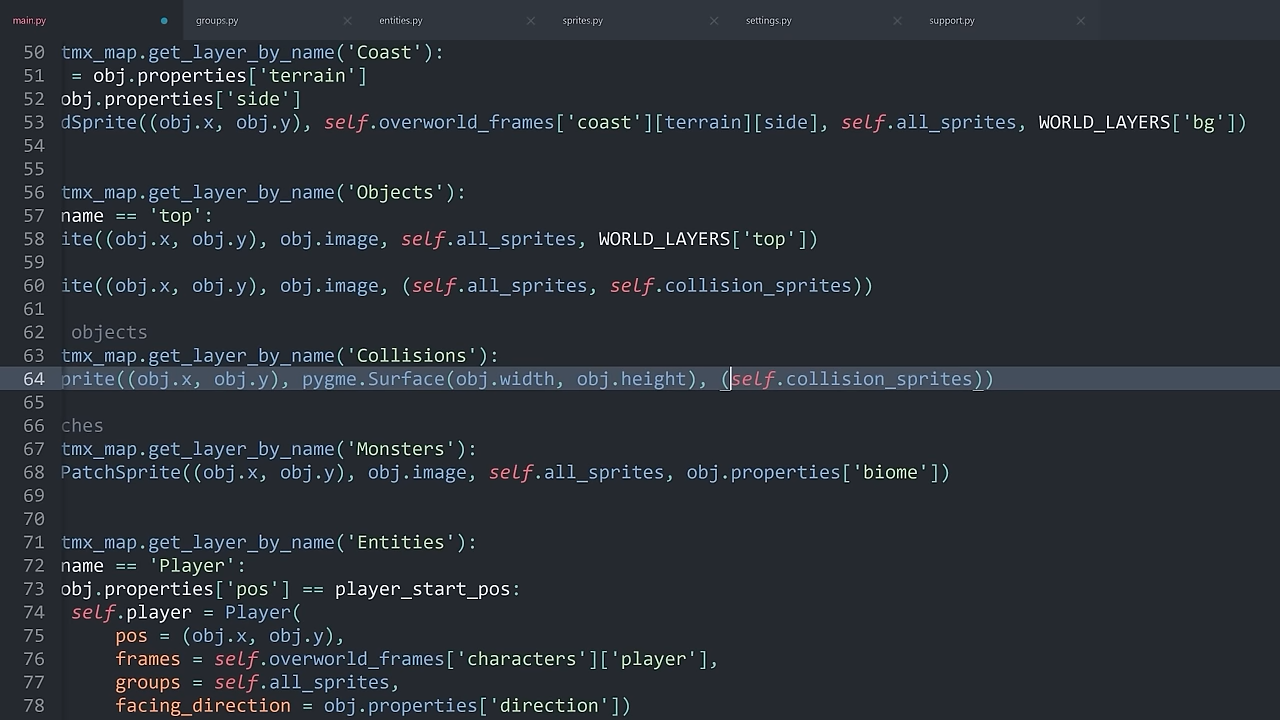 main.py groups.py entities.py sprites.py settings.py support.py
50 tmx_map.get_layer_by_name('Coast'):
51 = obj.properties['terrain']
52 obj.properties['side']
53 dSprite((obj.x, obj.y), self.overworld_frames['coast'][terrain][side], self.all_sprites, WORLD_LAYERS['bg'])
54
55
56 tmx_map.get_layer_by_name('Objects'):
57 name == 'top':
58 ite((obj.x, obj.y), obj.image, self.all_sprites, WORLD_LAYERS['top'])
59
60 ite((obj.x, obj.y), obj.image, (self.all_sprites, self.collision_sprites))
61
62 objects
63 tmx_map.get_layer_by_name('Collisions'):
64 prite((obj.x, obj.y), pygme.Surface(obj.width, obj.height), (self.collision_sprites))
65
66 ches
67 tmx_map.get_layer_by_name('Monsters'):
68 PatchSprite((obj.x, obj.y), obj.image, self.all_sprites, obj.properties['biome'])
69
70
71 tmx_map.get_layer_by_name('Entities'):
72 name == 'Player':
73 obj.properties['pos'] == player_start_pos:
74 self.player = Player(
75 pos = (obj.x, obj.y),
76 frames = self.overworld_frames['characters']['player'],
77 groups = self.all_sprites,
78 facing_direction = obj.properties['direction'])